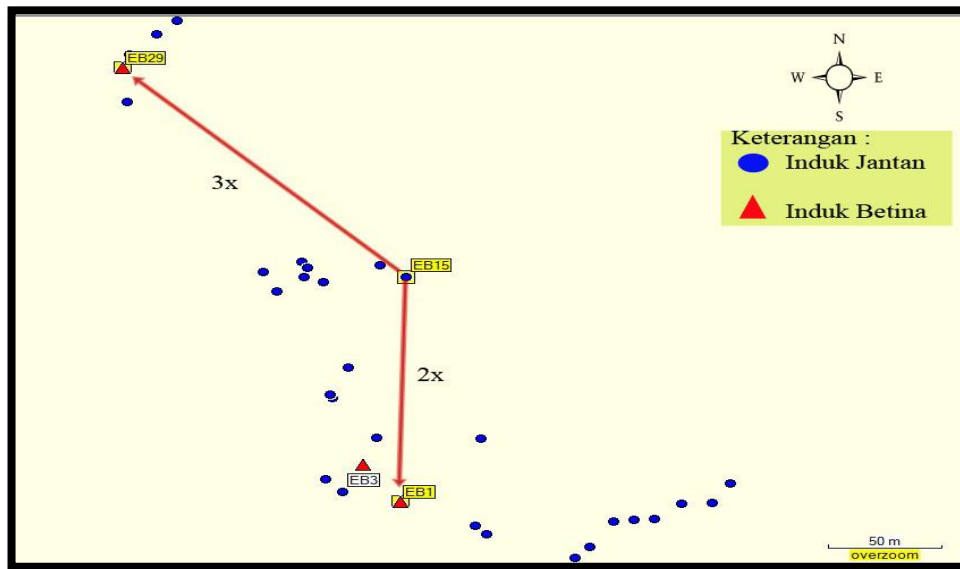 EB29
N
W E
S
Keterangan :
Induk Jantan
Induk Betina
3x
EB15
2x
EB3
EB1
50 m
overzoom